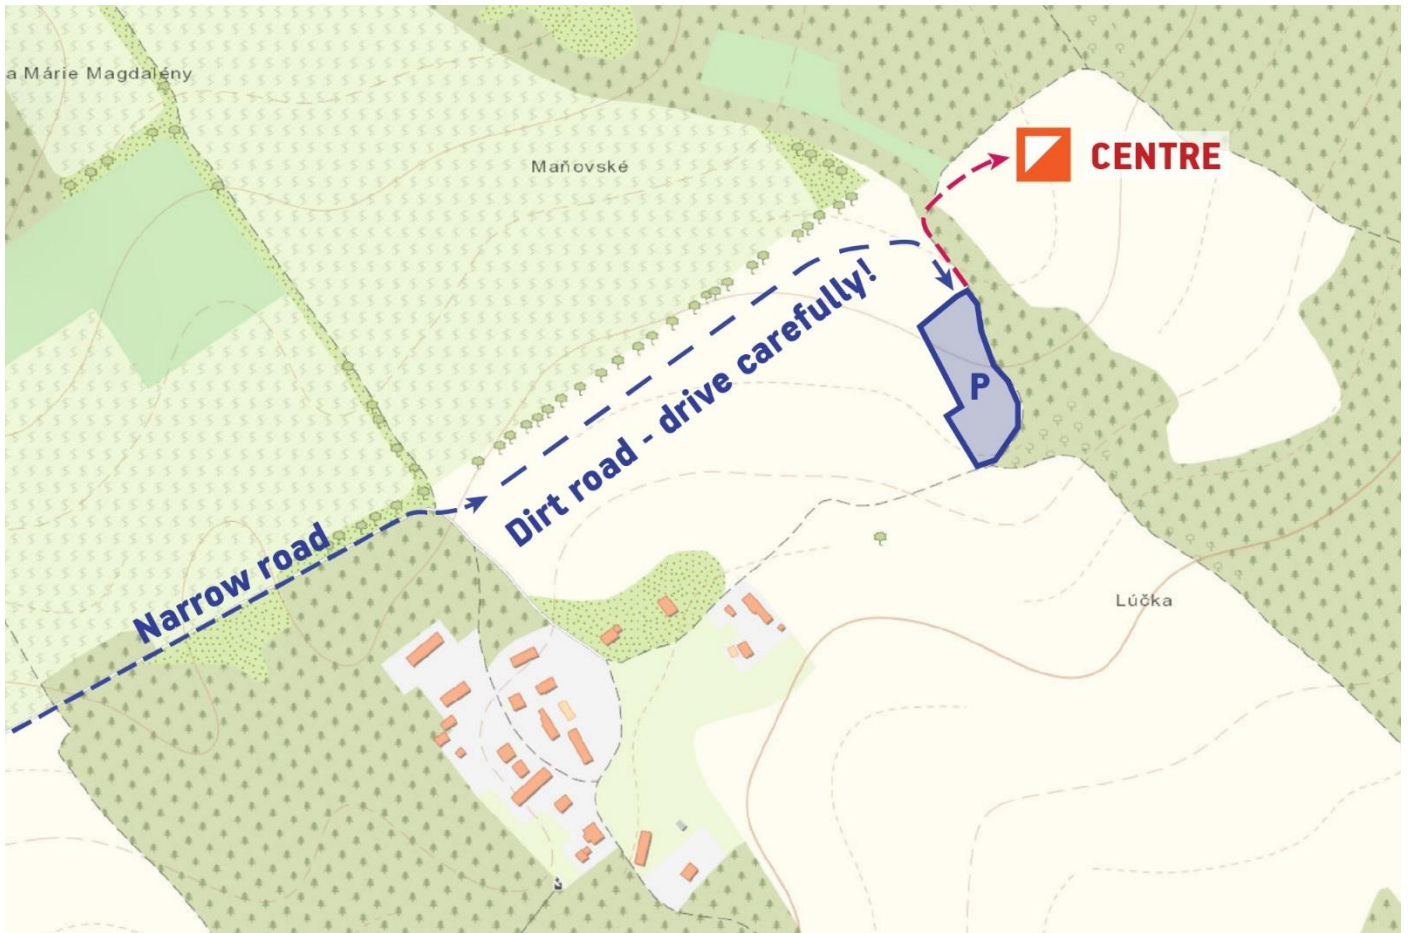 a Márie Magdalény
Maňovské
CENTRE
Dirt road - drive carefully!
P
Narrow road
Lúčka